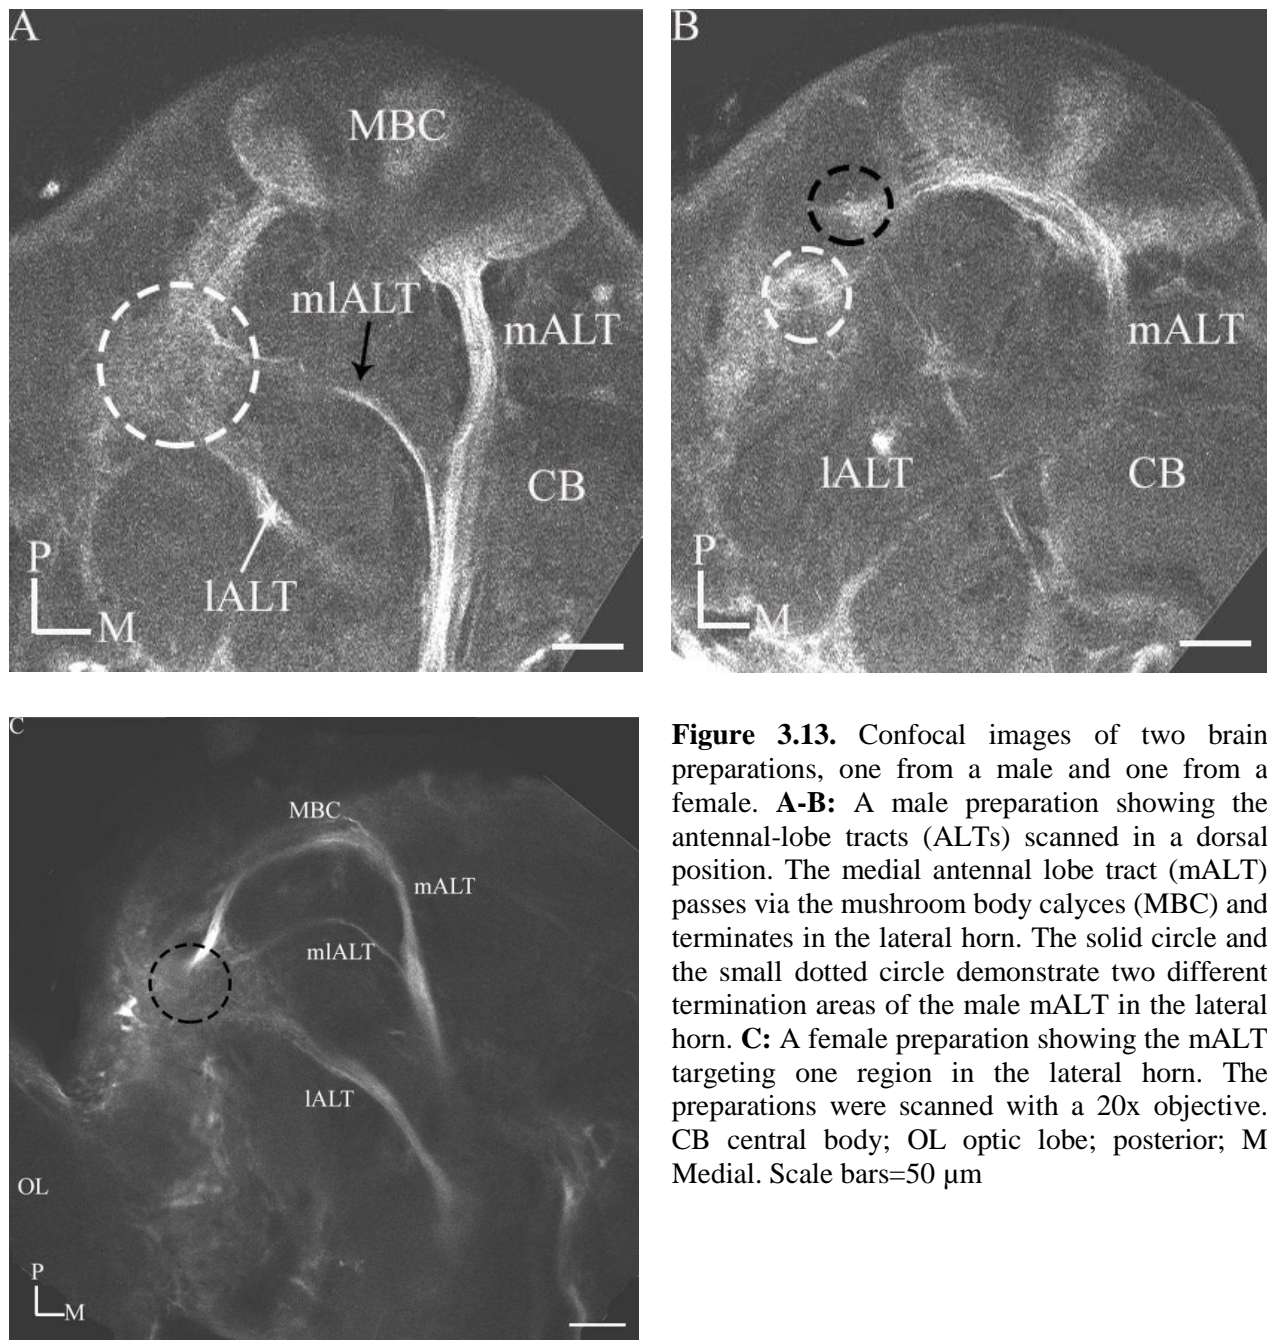 A
MBC
mlALT
mALT
CB
lALT
P
M
B
mALT
lALT
CB
P
M
C
MBC
mALT
mlALT
lALT
OL
P
M
Figure 3.13. Confocal images of two brain
preparations, one from a male and one from a
female. A-B: A male preparation showing the
antennal-lobe tracts (ALTs) scanned in a dorsal
position. The medial antennal lobe tract (mALT)
passes via the mushroom body calyces (MBC) and
terminates in the lateral horn. The solid circle and
the small dotted circle demonstrate two different
termination areas of the male mALT in the lateral
horn. C: A female preparation showing the mALT
targeting one region in the lateral horn. The
preparations were scanned with a 20x objective.
CB central body; OL optic lobe; posterior; M
Medial. Scale bars=50 µm